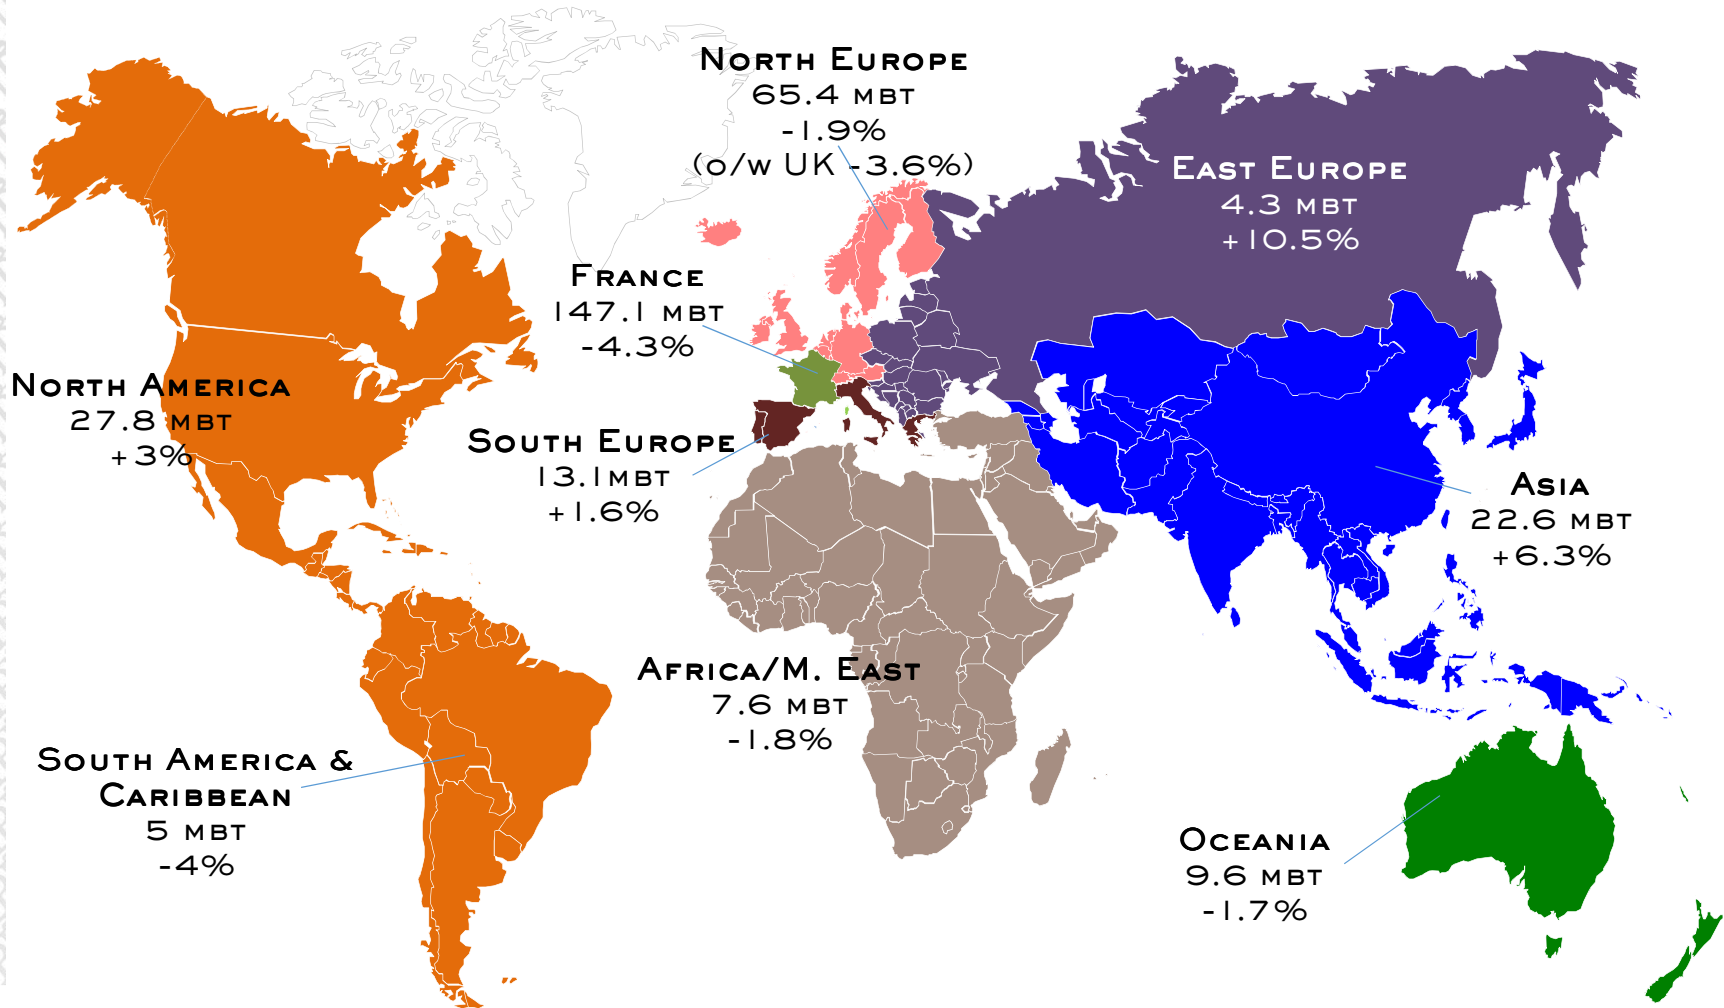 North Europe
65.4 mbt
-1.9%
(o/w UK -3.6%)
East Europe
4.3 mbt
+10.5%
France
147.1 mbt
-4.3%
North America
27.8 mbt
+3%
South Europe
13.1mbt
+1.6%
Asia
22.6 mbt
+6.3%
Africa/M. East
7.6 mbt
-1.8%
South America &
Caribbean
5 mbt
-4%
Oceania
9.6 mbt
-1.7%